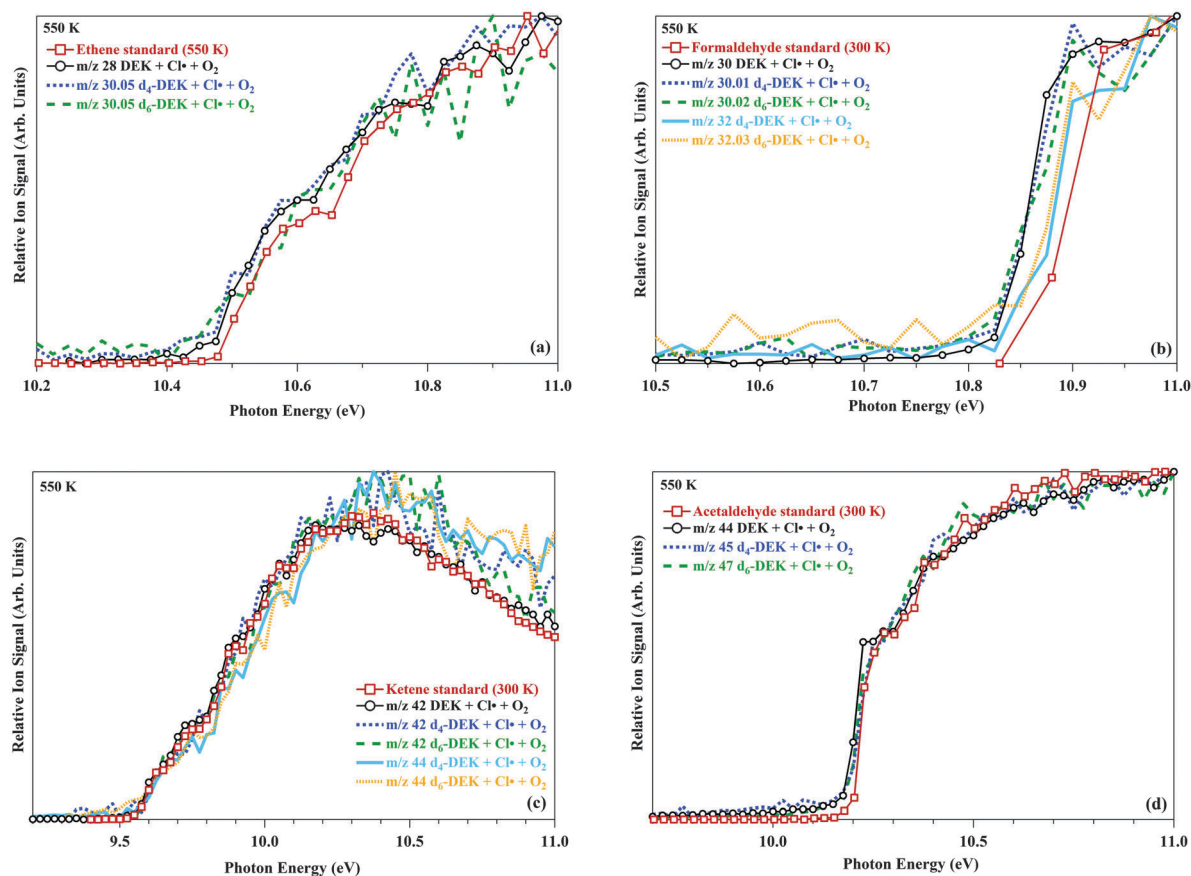 550 K
Ethene standard (550 K)
m/z 28 DEK + Cl• + O₂
m/z 30.05 d₄-DEK + Cl• + O₂
m/z 30.05 d₆-DEK + Cl• + O₂
Relative Ion Signal (Arb. Units)
(a)
10.2 10.4 10.6 10.8 11.0
Photon Energy (eV)
550 K
Formaldehyde standard (300 K)
m/z 30 DEK + Cl• + O₂
m/z 30.01 d₄-DEK + Cl• + O₂
m/z 30.02 d₆-DEK + Cl• + O₂
m/z 32 d₄-DEK + Cl• + O₂
m/z 32.03 d₆-DEK + Cl• + O₂
Relative Ion Signal (Arb. Units)
(b)
10.5 10.6 10.7 10.8 10.9 11.0
Photon Energy (eV)
550 K
Relative Ion Signal (Arb. Units)
Ketene standard (300 K)
m/z 42 DEK + Cl• + O₂
m/z 42 d₄-DEK + Cl• + O₂
m/z 42 d₆-DEK + Cl• + O₂
m/z 44 d₄-DEK + Cl• + O₂
m/z 44 d₆-DEK + Cl• + O₂
(c)
9.5 10.0 10.5 11.0
Photon Energy (eV)
550 K
Acetaldehyde standard (300 K)
m/z 44 DEK + Cl• + O₂
m/z 45 d₄-DEK + Cl• + O₂
m/z 47 d₆-DEK + Cl• + O₂
Relative Ion Signal (Arb. Units)
(d)
10.0 10.5 11.0
Photon Energy (eV)